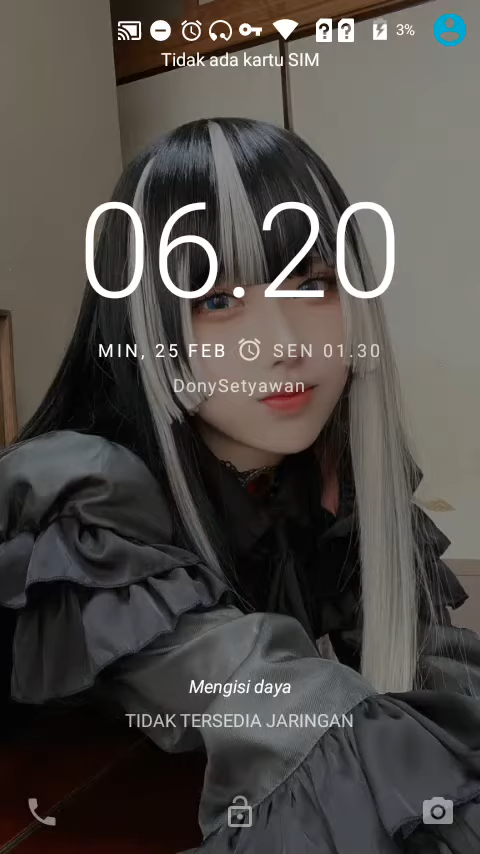 3%
Tidak ada kartu SIM
06.20
MIN, 25 FEB SEN 01.30
DonySetyawan
Mengisi daya
TIDAK TERSEDIA JARINGAN